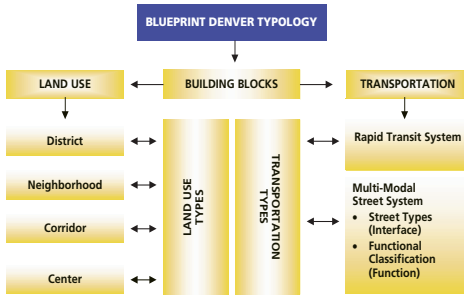 BLUEPRINT DENVER TYPOLOGY
LAND USE
BUILDING BLOCKS
TRANSPORTATION
District
Neighborhood
Corridor
Center
LAND USE
TYPES
TRANSPORTATION
TYPES
Rapid Transit System
Multi-Modal
Street System
• Street Types
(Interface)
• Functional
Classification
(Function)